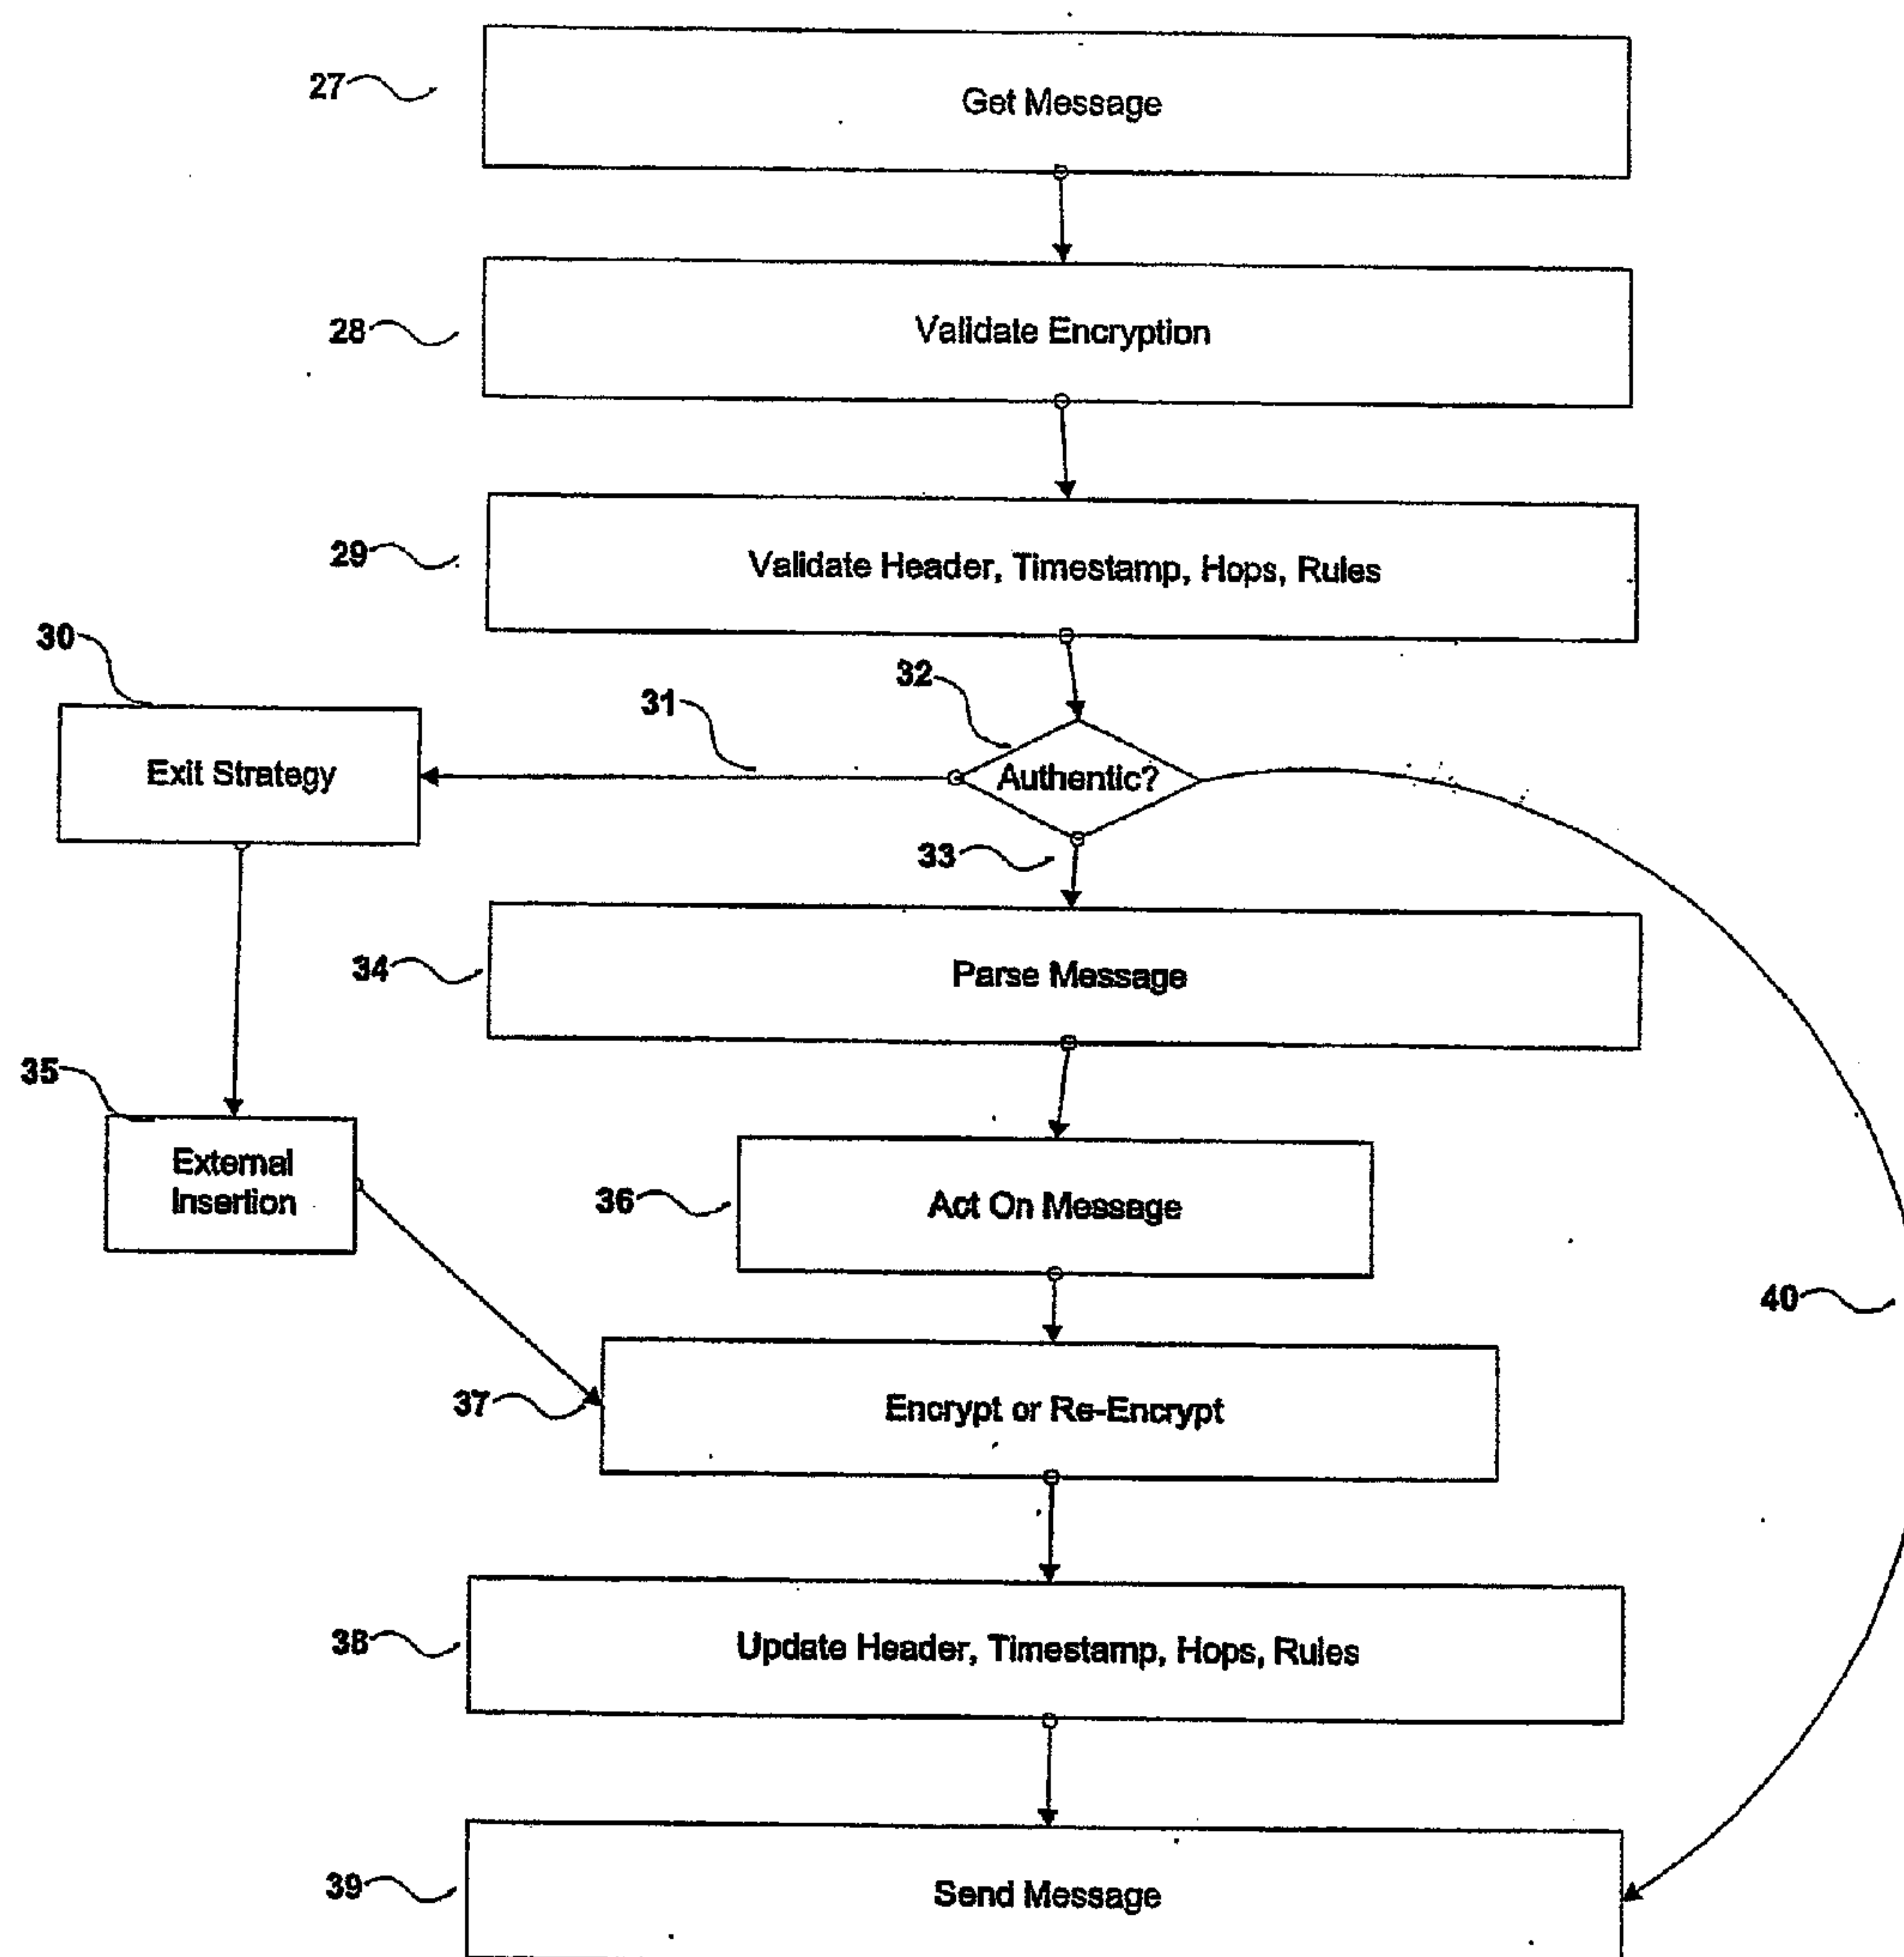 27
Get Message
28
Validate Encryption
29
Validate Header, Timestamp, Hops, Rules
30
31
32
Exit Strategy
Authentic?
33
34
Parse Message
35
External
Insertion
36
Act On Message
40
37
Encrypt or Re-Encrypt
38
Update Header, Timestamp, Hops, Rules
39
Send Message